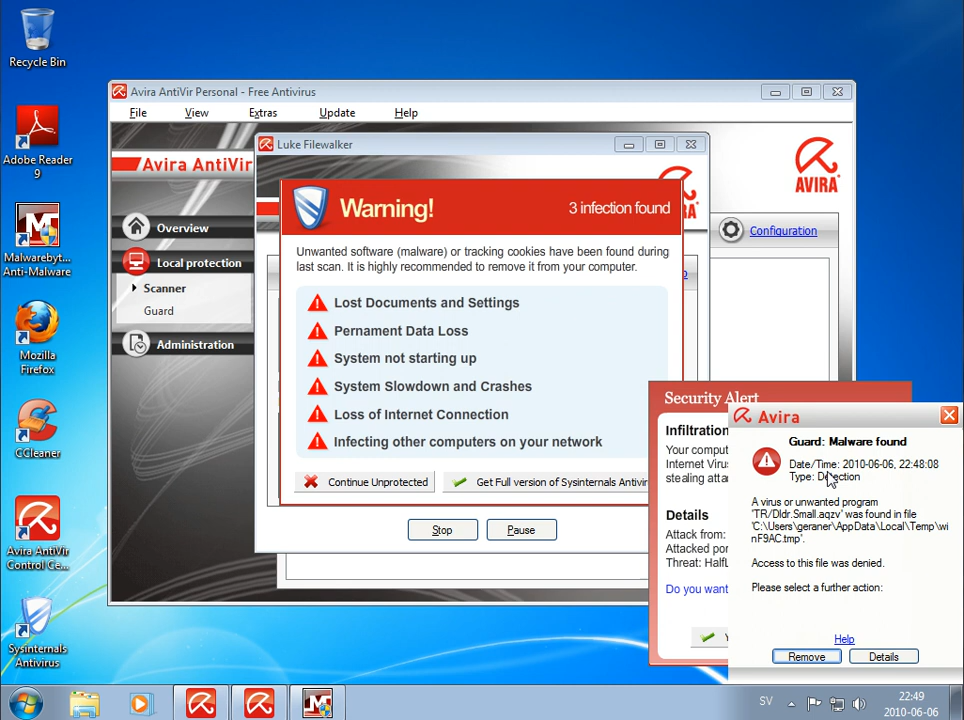 Recycle Bin
Adobe Reader
9
Malwareby...
Anti-Malware
Mozilla
Firefox
CCleaner
Avira AntiVir
Control Ce...
Sysinternals
Antivirus
Avira AntiVir Personal - Free Antivirus
File View Extras Update Help
Avira AntiVir
AVIRA
Overview
Local protection
Scanner
Guard
Administration
Configuration
Luke Filewalker
Warning!
3 infection found
Unwanted software (malware) or tracking cookies have been found during
last scan. It is highly recommended to remove it from your computer.
Lost Documents and Settings
Pernament Data Loss
System not starting up
System Slowdown and Crashes
Loss of Internet Connection
Infecting other computers on your network
Continue Unprotected
Get Full version of Sysinternals Antivir
Stop
Pause
Security Alert
Infiltration
Your comput
Internet Virus
stealing atta
Details
Attack from:
Attacked por
Threat: HalfL
Do you want
Y
Avira
Guard: Malware found
Date/Time: 2010-06-06, 22:48:08
Type: Detection
A virus or unwanted program
'TR/Dldr.Small.aqzv' was found in file
'C:\Users\geraner\AppData\Local\Temp\wi
nF9AC.tmp'.
Access to this file was denied.
Please select a further action:
Help
Remove
Details
SV
22:49
2010-06-06